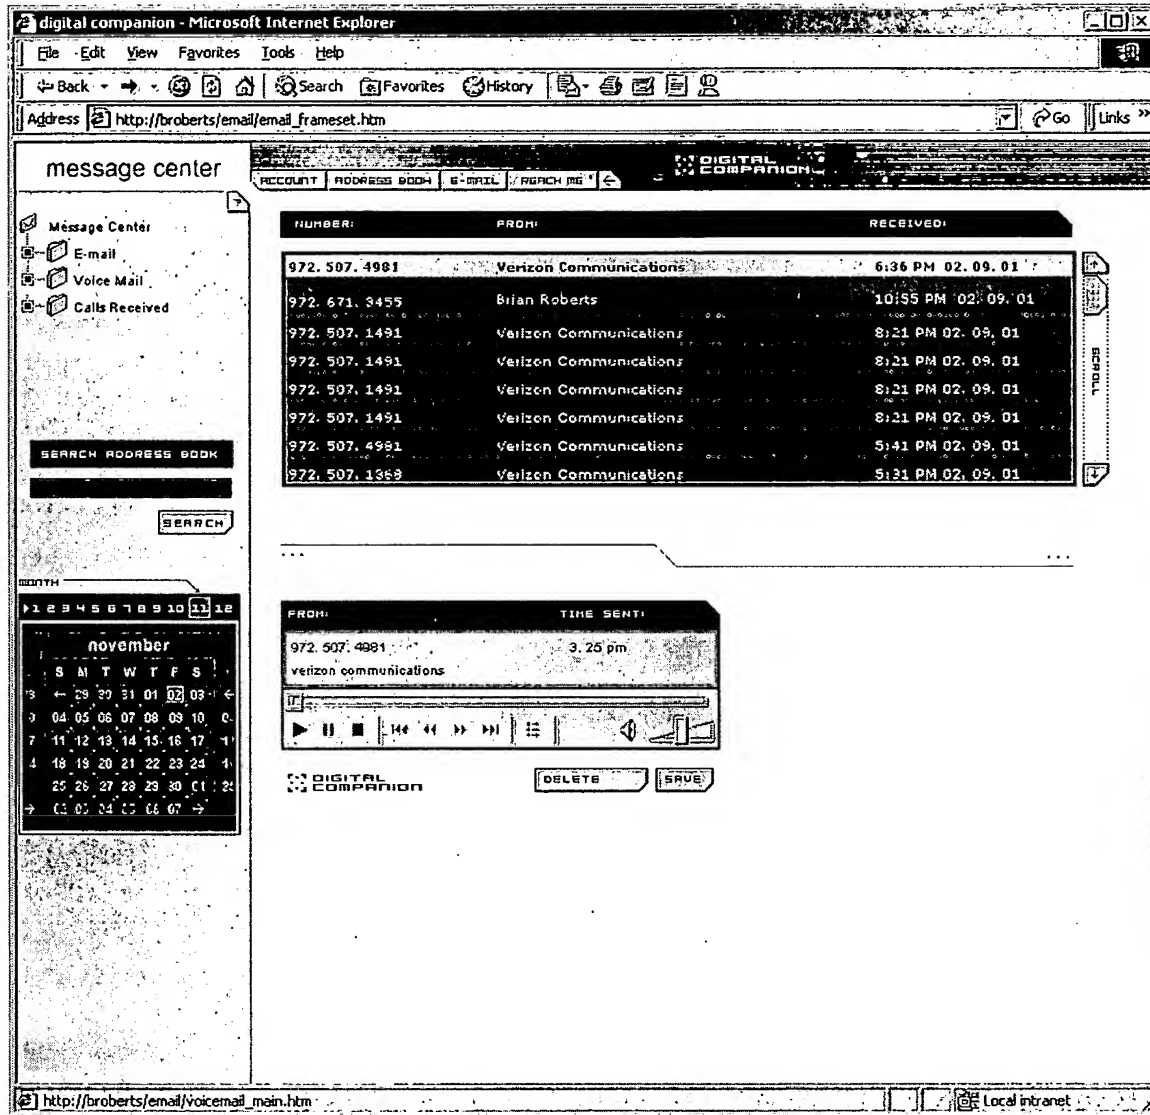 digital companion - Microsoft Internet Explorer
File Edit View Favorites Tools Help
Back Search Favorites History
Address http://broberts/email/email_frameset.htm Go Links »
message center
DIGITAL COMPANION
ACCOUNT ADDRESS BOOK E-MAIL REACH ME
Message Center
E-mail
Voice Mail
Calls Received
NUMBER: FROM: RECEIVED:
972. 507. 4981 Verizon Communications 6:36 PM 02. 09. 01
972. 671. 3455 Brian Roberts 10:55 PM 02. 09. 01
972. 507. 1491 Verizon Communications 8:21 PM 02. 09. 01
972. 507. 1491 Verizon Communications 8:21 PM 02. 09. 01
972. 507. 1491 Verizon Communications 8:21 PM 02. 09. 01
972. 507. 1491 Verizon Communications 8:21 PM 02. 09. 01
972. 507. 4981 Verizon Communications 5:41 PM 02. 09. 01
972. 507. 1368 Verizon Communications 5:31 PM 02. 09. 01
SCROLL
SEARCH ADDRESS BOOK
SEARCH
MONTH
1 2 3 4 5 6 7 8 9 10 11 12
november
S M T W T F S
29 30 31 01 02 03
04 05 06 07 08 09 10
11 12 13 14 15 16 17
18 19 20 21 22 23 24
25 26 27 28 29 30 01
06 07
FROM: TIME SENT:
972. 507. 4981 3. 25 pm
verizon communications
DIGITAL COMPANION
DELETE SAVE
http://broberts/email/voicemail_main.htm Local intranet